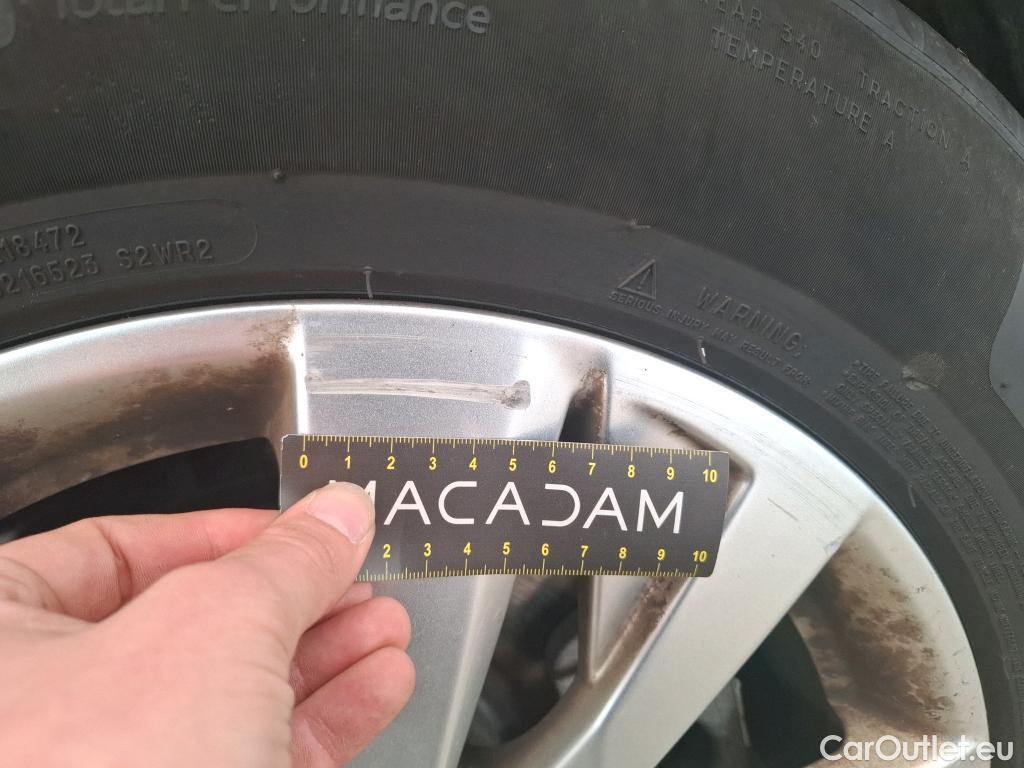 Total Performance
WEAR 340 TRACTION A
TEMPERATURE A
18472
216523 S2WR2
WARNING:
SERIOUS INJURY MAY RESULT FROM
0 1 2 3 4 5 6 7 8 9 10
MACADAM
2 3 4 5 6 7 8 9 10
CarOutlet.eu